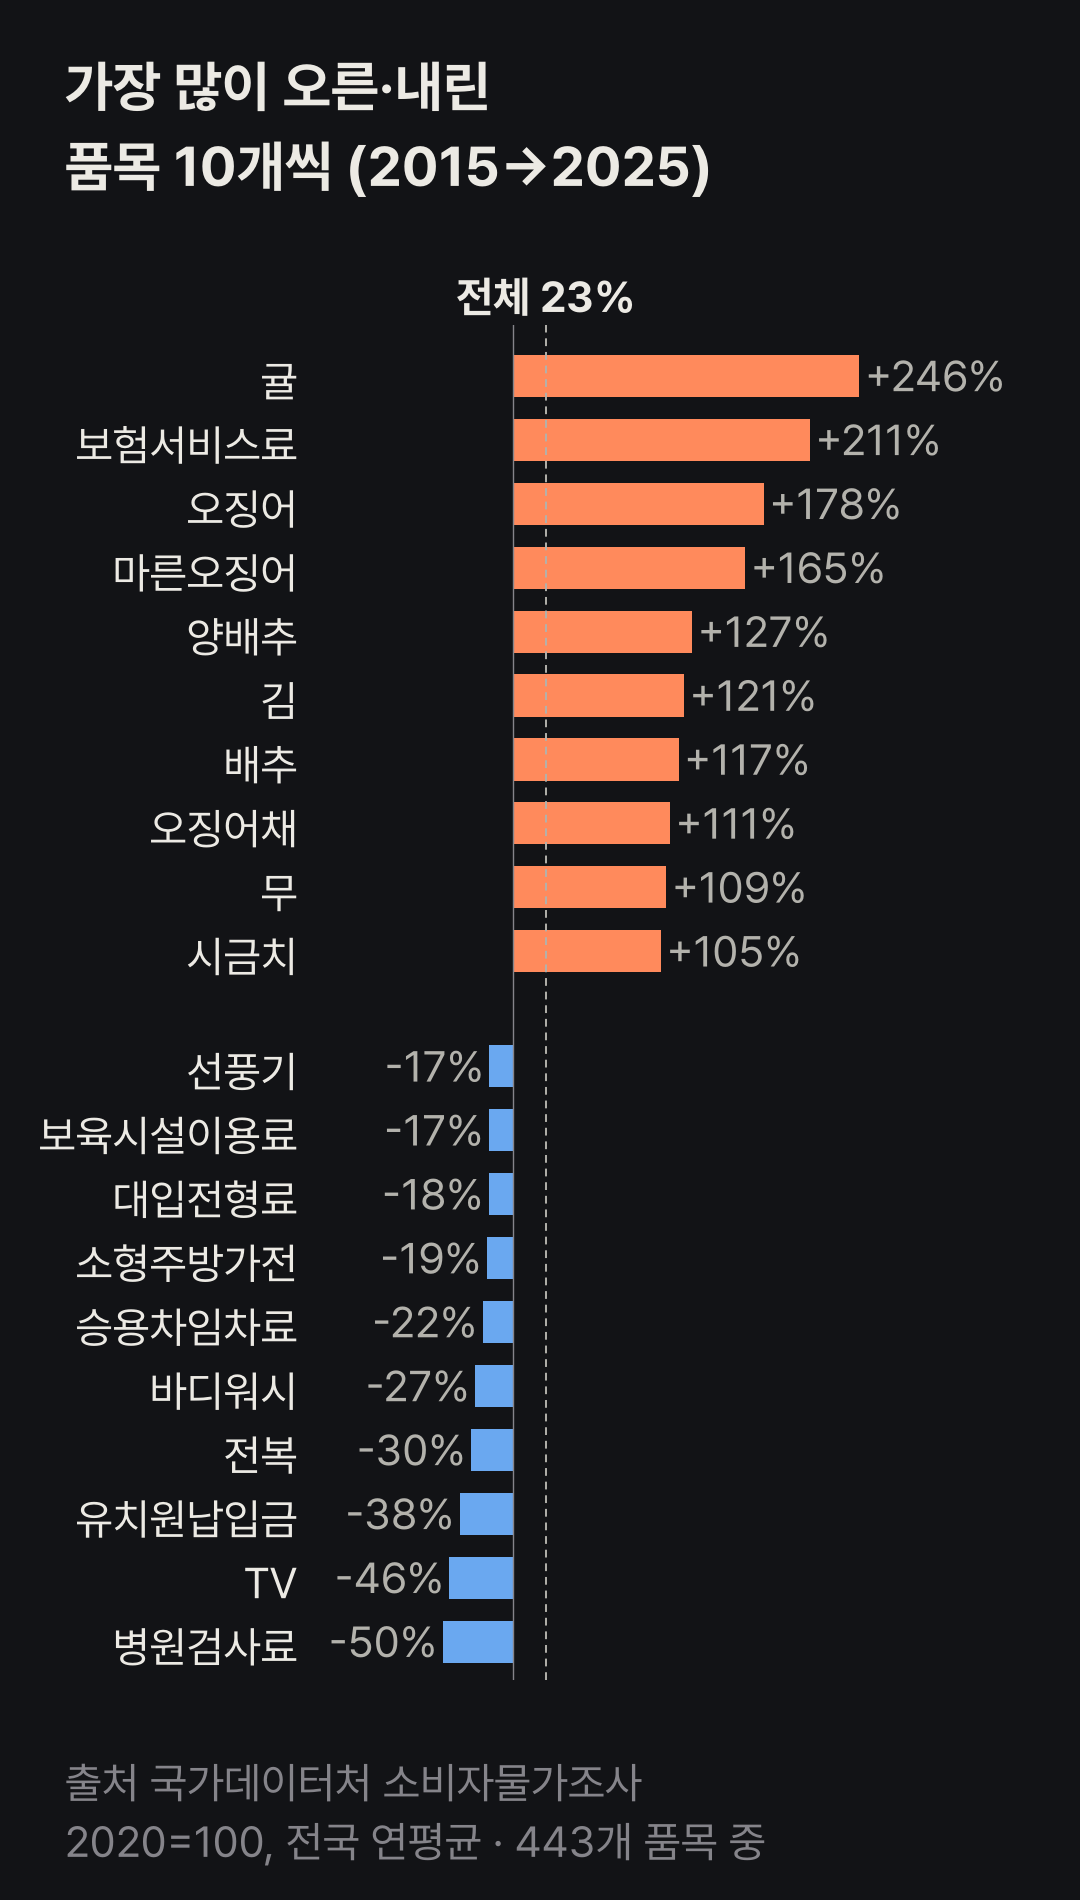 가장 많이 오른·내린
품목 10개씩 (2015→2025)
전체 23%
귤 +246%
보험서비스료 +211%
오징어 +178%
마른오징어 +165%
양배추 +127%
김 +121%
배추 +117%
오징어채 +111%
무 +109%
시금치 +105%
선풍기 -17%
보육시설이용료 -17%
대입전형료 -18%
소형주방가전 -19%
승용차임차료 -22%
바디워시 -27%
전복 -30%
유치원납입금 -38%
TV -46%
병원검사료 -50%
출처 국가데이터처 소비자물가조사
2020=100, 전국 연평균 · 443개 품목 중